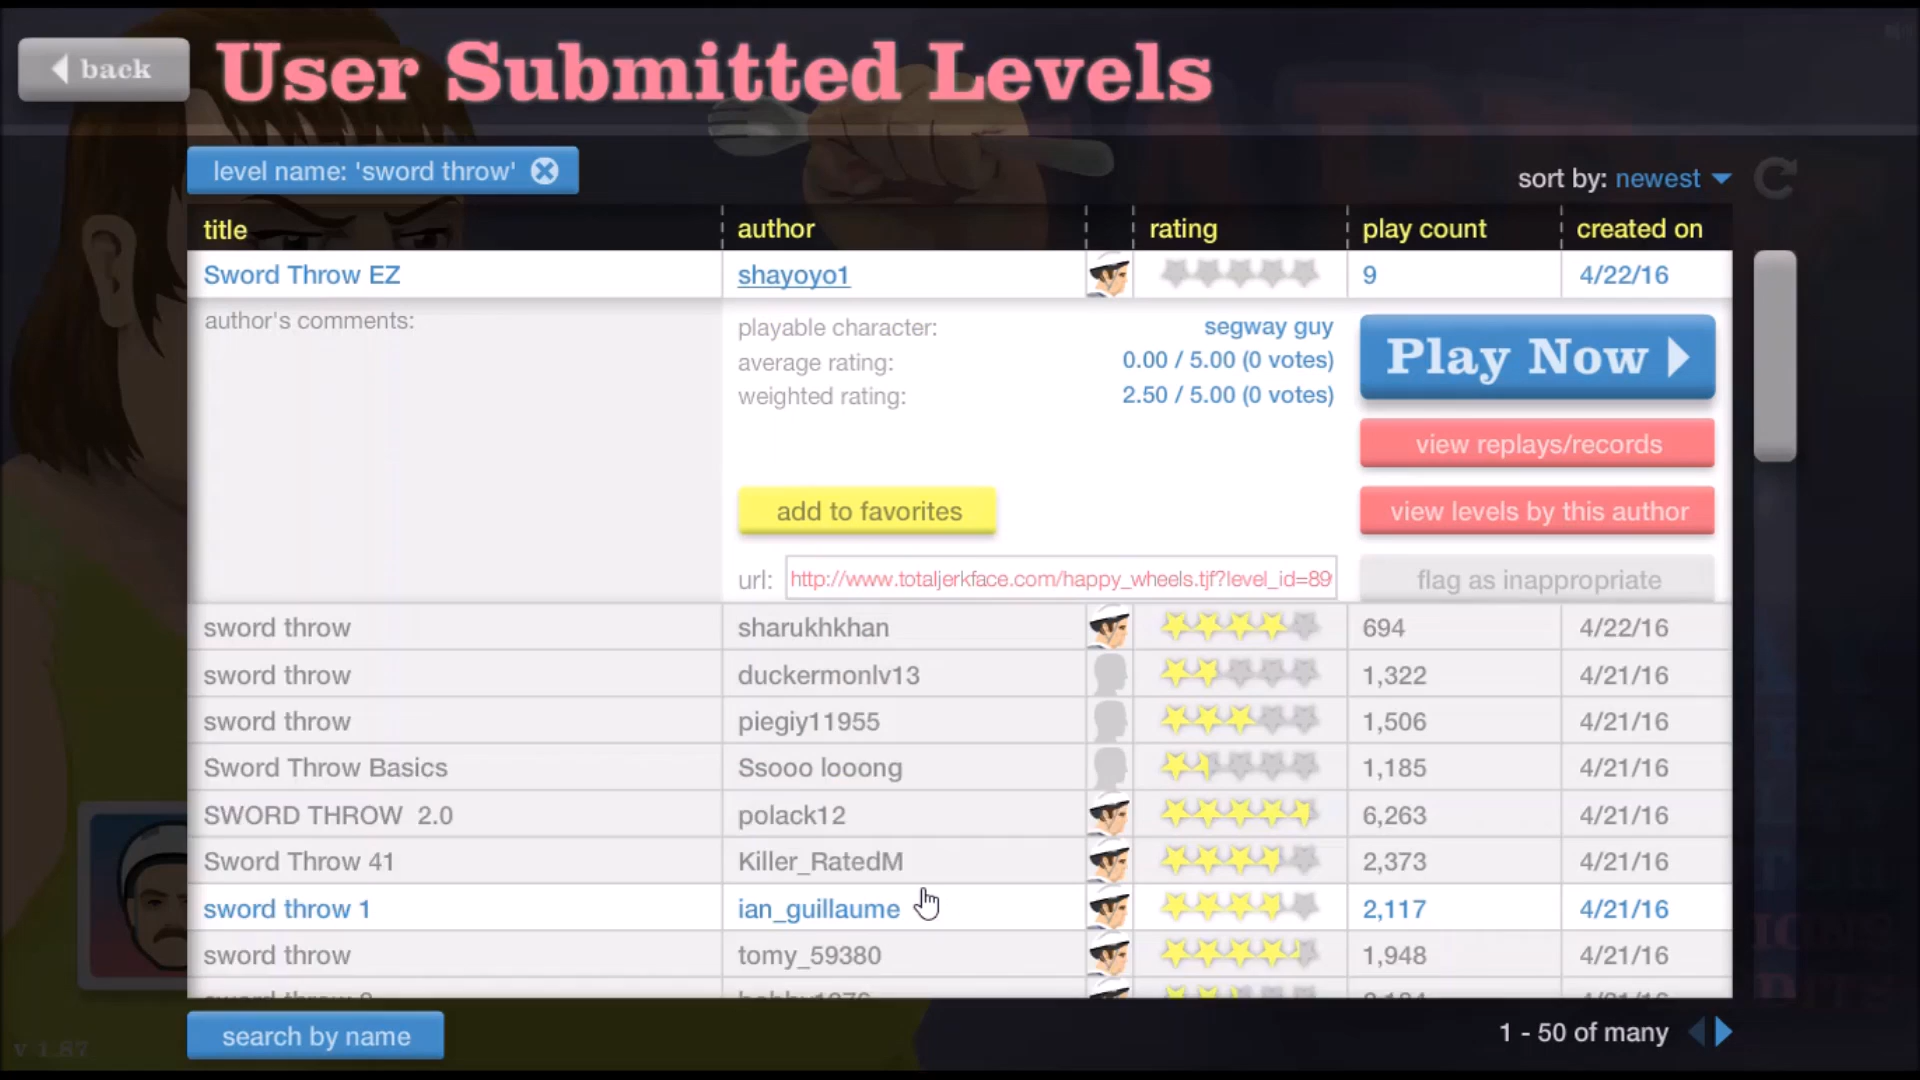 back
User Submitted Levels
level name: 'sword throw'
sort by: newest
title author rating play count created on
Sword Throw EZ shayoyo1 9 4/22/16
author's comments:
playable character: segway guy
average rating: 0.00 / 5.00 (0 votes)
weighted rating: 2.50 / 5.00 (0 votes)
Play Now
view replays/records
add to favorites
view levels by this author
url: http://www.totaljerkface.com/happy_wheels.tjf?level_id=89
flag as inappropriate
sword throw sharukhkhan 694 4/22/16
sword throw duckermonlv13 1,322 4/21/16
sword throw piegiy11955 1,506 4/21/16
Sword Throw Basics Ssooo looong 1,185 4/21/16
SWORD THROW 2.0 polack12 6,263 4/21/16
Sword Throw 41 Killer_RatedM 2,373 4/21/16
sword throw 1 ian_guillaume 2,117 4/21/16
sword throw tomy_59380 1,948 4/21/16
search by name
1 - 50 of many
v 1.87